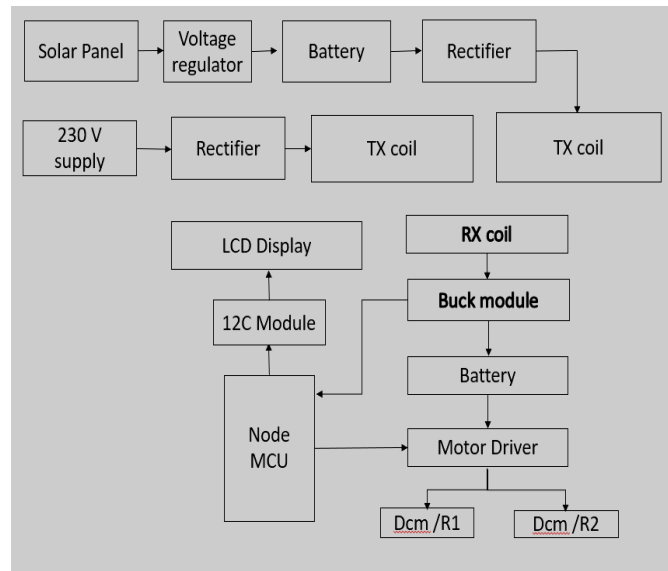 Solar Panel
Voltage
regulator
Battery
Rectifier
230 V
supply
Rectifier
TX coil
TX coil
LCD Display
RX coil
12C Module
Buck module
Battery
Node
MCU
Motor Driver
Dcm /R1
Dcm /R2